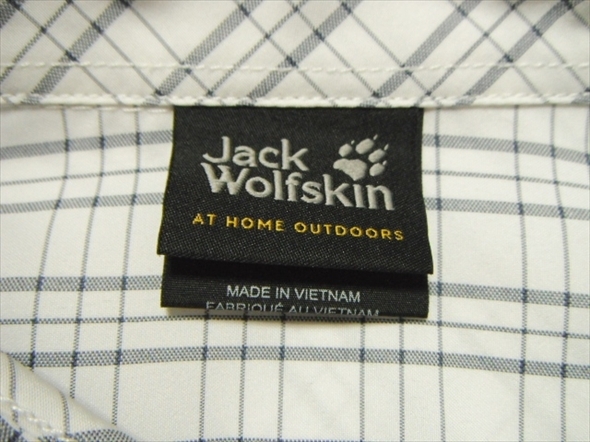 Jack
Wolfskin
AT HOME OUTDOORS
MADE IN VIETNAM
FABRIQUÉ AU VIETNAM